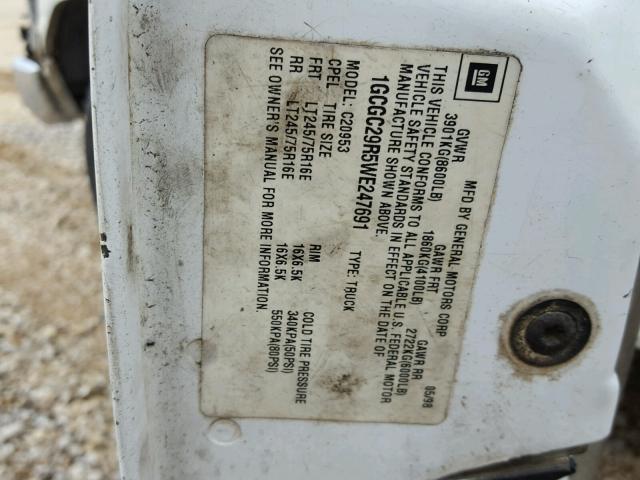 GM
MFD BY GENERAL MOTORS CORP 05/98
GVWR GAWR FRT GAWR RR
3901KG(8600LB) 1860KG(4100LB) 2722KG(6000LB)
THIS VEHICLE CONFORMS TO ALL APPLICABLE U.S. FEDERAL MOTOR
VEHICLE SAFETY STANDARDS IN EFFECT ON THE DATE OF
MANUFACTURE SHOWN ABOVE.
1GCGC29R5WE247691 TYPE: TRUCK
MODEL: C20953
CPEL TIRE SIZE RIM COLD TIRE PRESSURE
FRT LT245/75R16E 16X6.5K 340KPA(50PSI)
RR LT245/75R16E 16X6.5K 550KPA(80PSI)
SEE OWNER'S MANUAL FOR MORE INFORMATION.